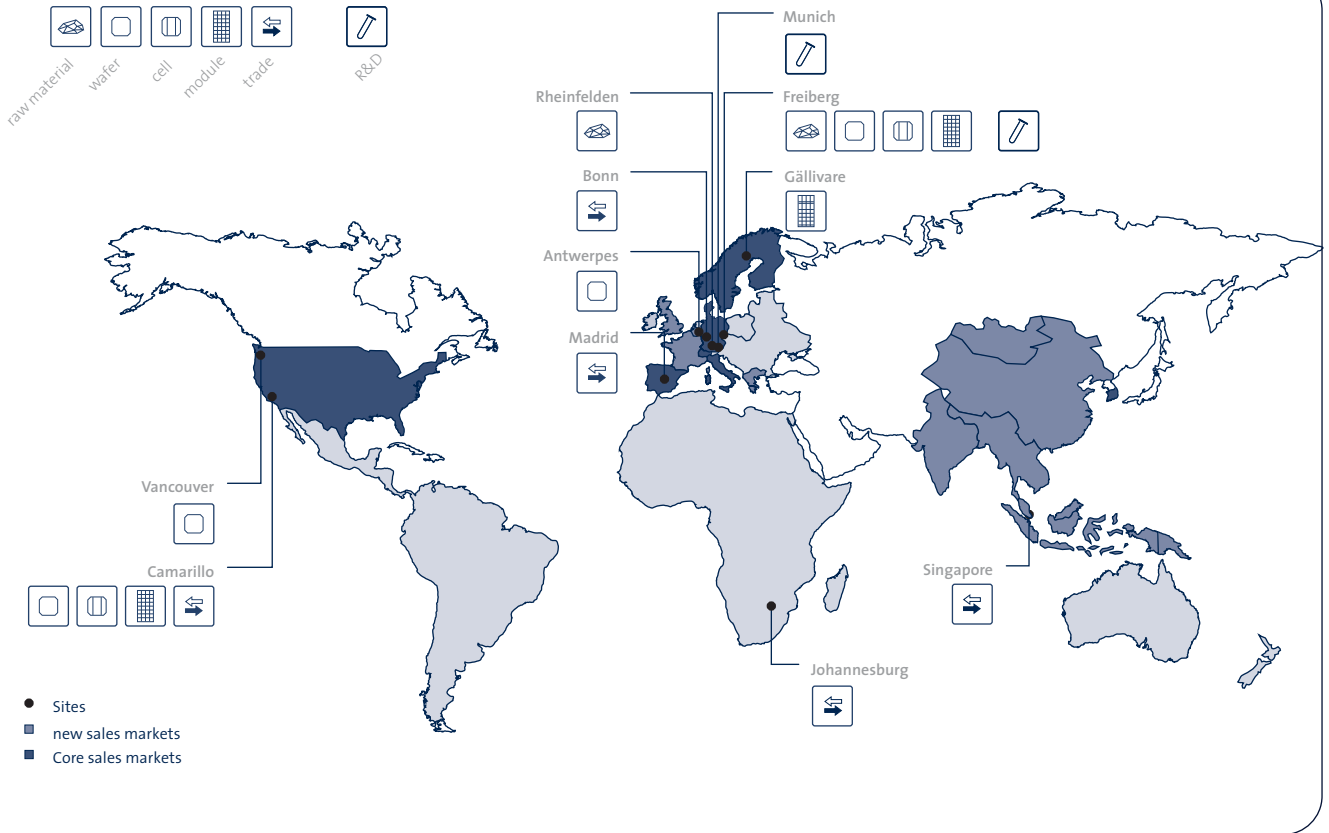 raw material
wafer
cell
module
trade
R&D
Munich
Rheinfelden
Freiberg
Bonn
Gällivare
Antwerpes
Madrid
Vancouver
Camarillo
Singapore
Johannesburg
Sites
new sales markets
Core sales markets